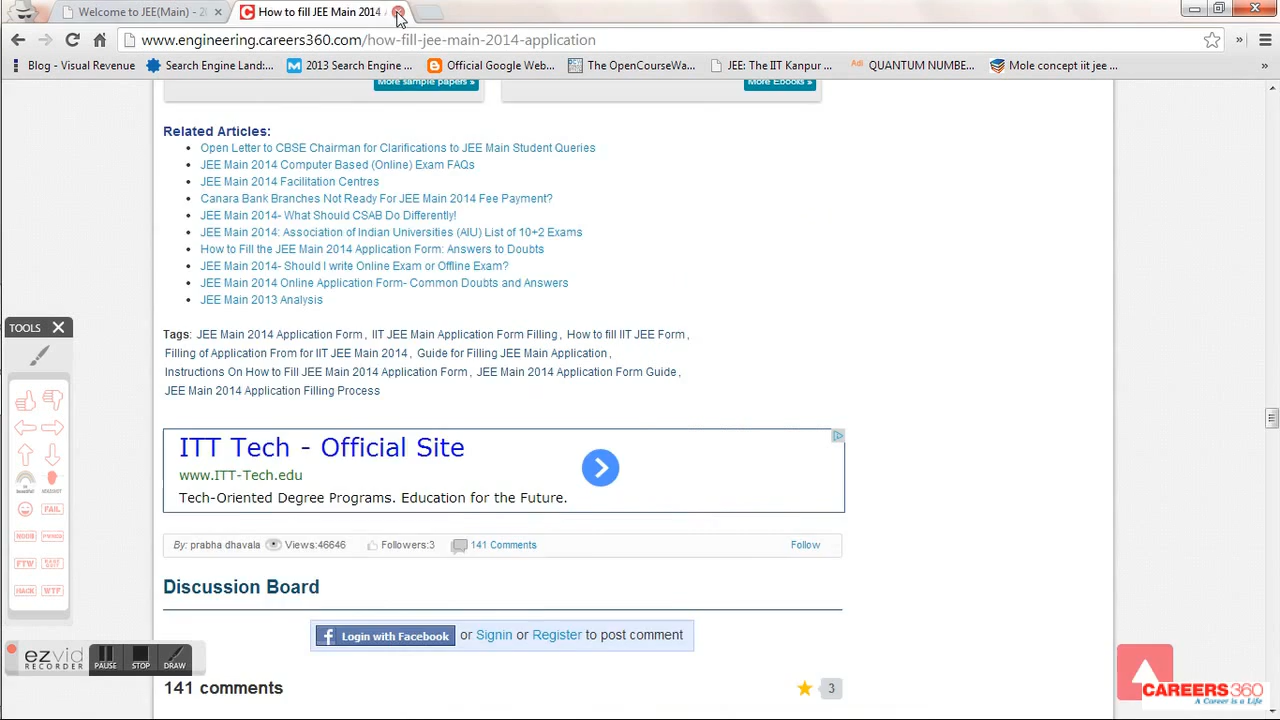 Welcome to JEE(Main) - 20
How to fill JEE Main 2014
www.engineering.careers360.com/how-fill-jee-main-2014-application
Blog - Visual Revenue
Search Engine Land:...
2013 Search Engine ...
Official Google Web...
The OpenCourseWa...
JEE: The IIT Kanpur ...
Adi
QUANTUM NUMBE...
Mole concept iit jee ...
More sample papers »
More Ebooks »
Related Articles:
Open Letter to CBSE Chairman for Clarifications to JEE Main Student Queries
JEE Main 2014 Computer Based (Online) Exam FAQs
JEE Main 2014 Facilitation Centres
Canara Bank Branches Not Ready For JEE Main 2014 Fee Payment?
JEE Main 2014- What Should CSAB Do Differently!
JEE Main 2014: Association of Indian Universities (AIU) List of 10+2 Exams
How to Fill the JEE Main 2014 Application Form: Answers to Doubts
JEE Main 2014- Should I write Online Exam or Offline Exam?
JEE Main 2014 Online Application Form- Common Doubts and Answers
JEE Main 2013 Analysis
Tags: JEE Main 2014 Application Form, IIT JEE Main Application Form Filling, How to fill IIT JEE Form,
Filling of Application From for IIT JEE Main 2014, Guide for Filling JEE Main Application,
Instructions On How to Fill JEE Main 2014 Application Form, JEE Main 2014 Application Form Guide,
JEE Main 2014 Application Filling Process
ITT Tech - Official Site
www.ITT-Tech.edu
Tech-Oriented Degree Programs. Education for the Future.
By: prabha dhavala Views:46646 Followers:3 141 Comments Follow
Discussion Board
Login with Facebook or Signin or Register to post comment
141 comments
3
TOOLS
FAIL
FTW
HACK WTF
ezvid
RECORDER
PAUSE STOP DRAW
CAREERS360
A Career is a Life